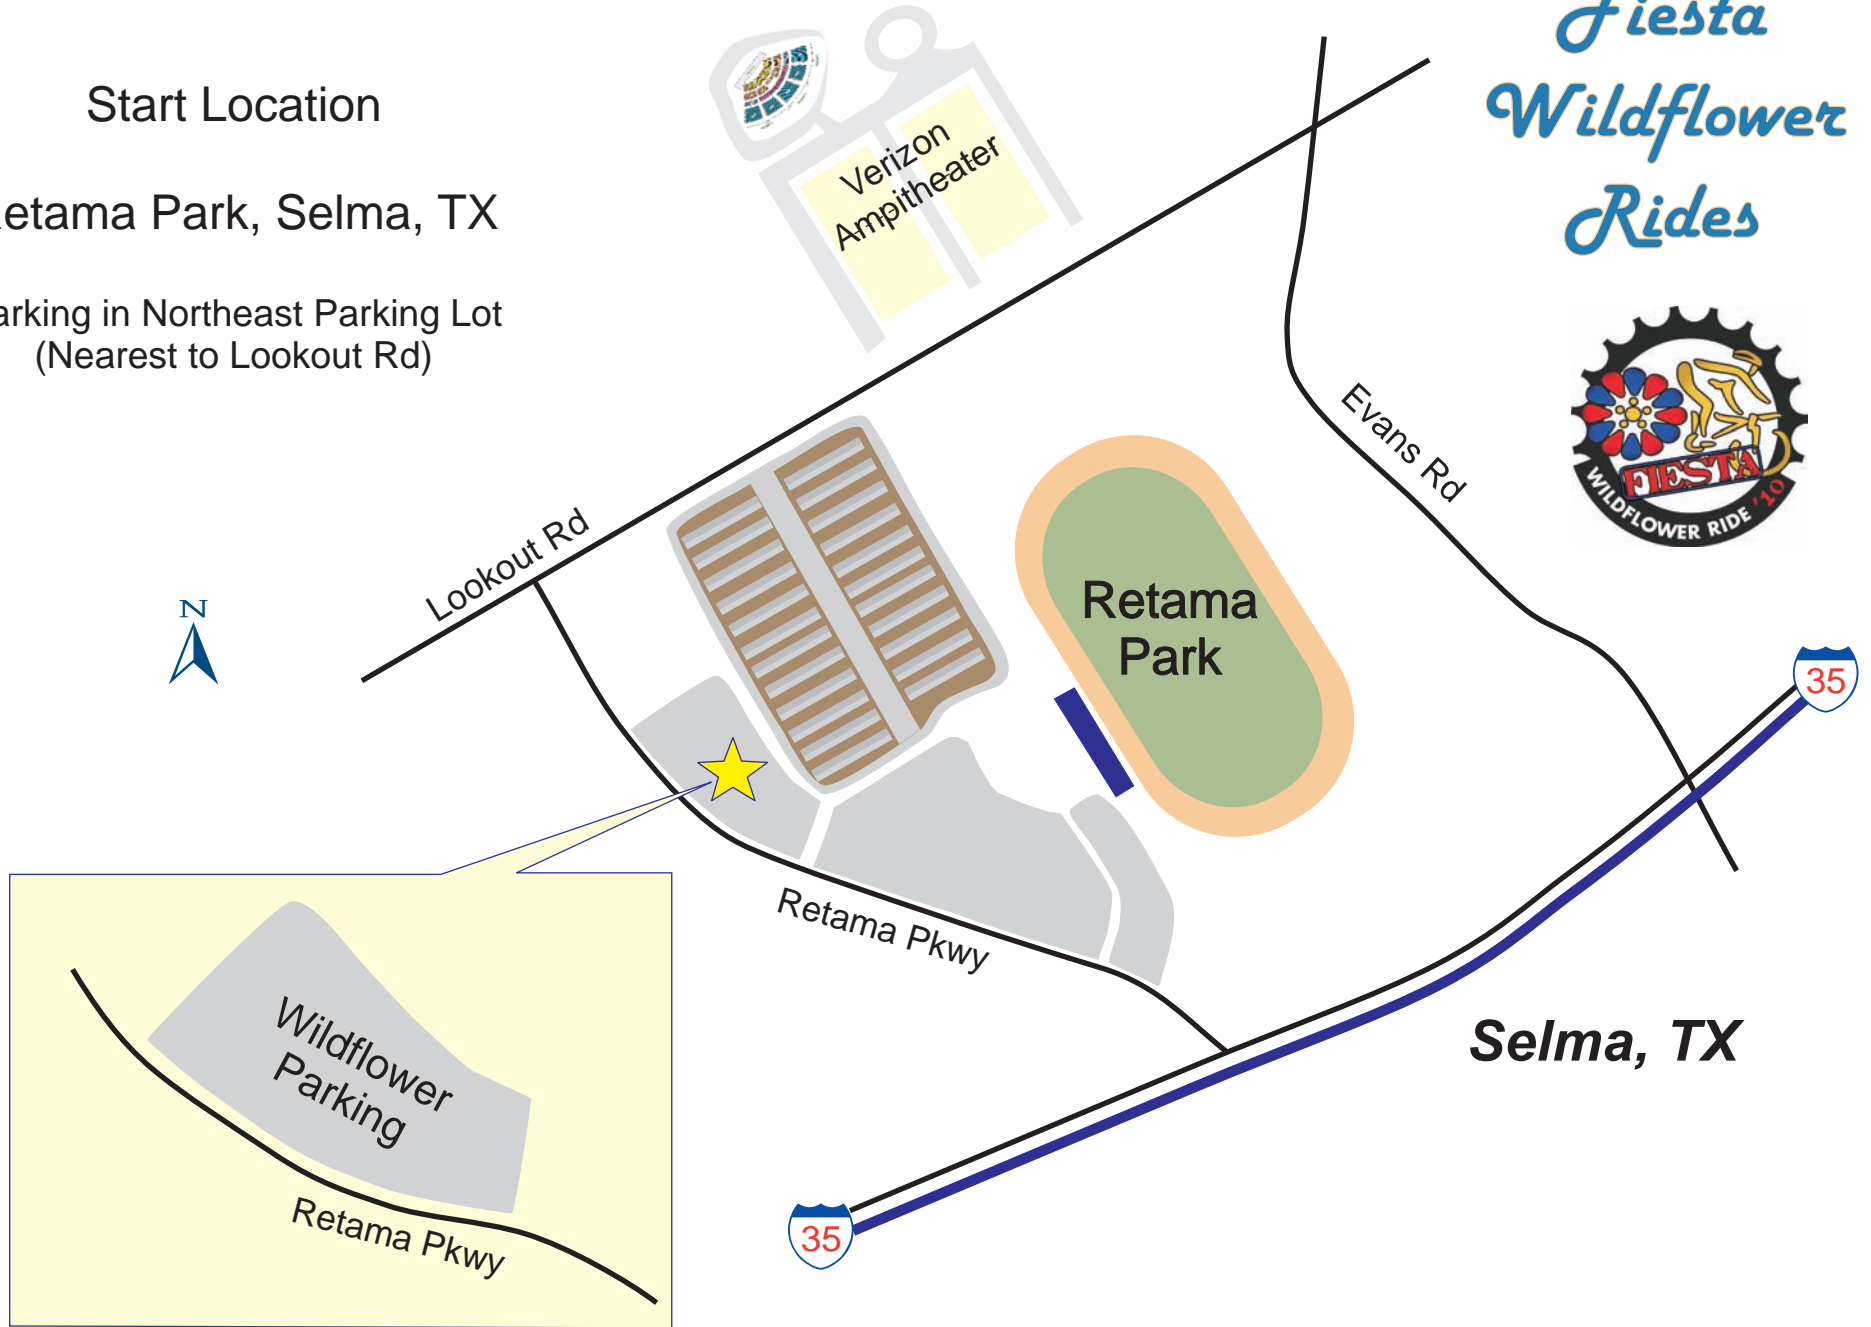 Start Location
etama Park, Selma, TX
arking in Northeast Parking Lot
(Nearest to Lookout Rd)
Fiesta
Wildflower
Rides
Verizon
Ampitheater
Evans Rd
FIESTA
WILDFLOWER RIDE '10
Lookout Rd
N
Retama
Park
35
Retama Pkwy
Selma, TX
Wildflower
Parking
Retama Pkwy
35